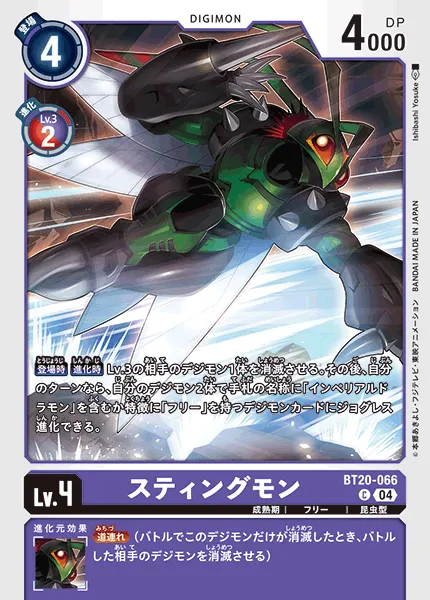 登場
DIGIMON
4
DP
4000
進化
Lv.3
2
Ishibashi Yosuke
©本郷あきよし・フジテレビ・東映アニメーション BANDAI MADE IN JAPAN
登場時 進化時 Lv.3の相手のデジモン1体を消滅させる。その後、自分
のターンなら、自分のデジモン2体で手札の名称に「インペリアルド
ラモン」を含むか特徴に「フリー」を持つデジモンカードにジョグレス
進化できる。
Lv.4
スティングモン
BT20-066
C 04
成熟期 | フリー | 昆虫型
進化元効果
道連れ (バトルでこのデジモンだけが消滅したとき、バトル
した相手のデジモンを消滅させる)